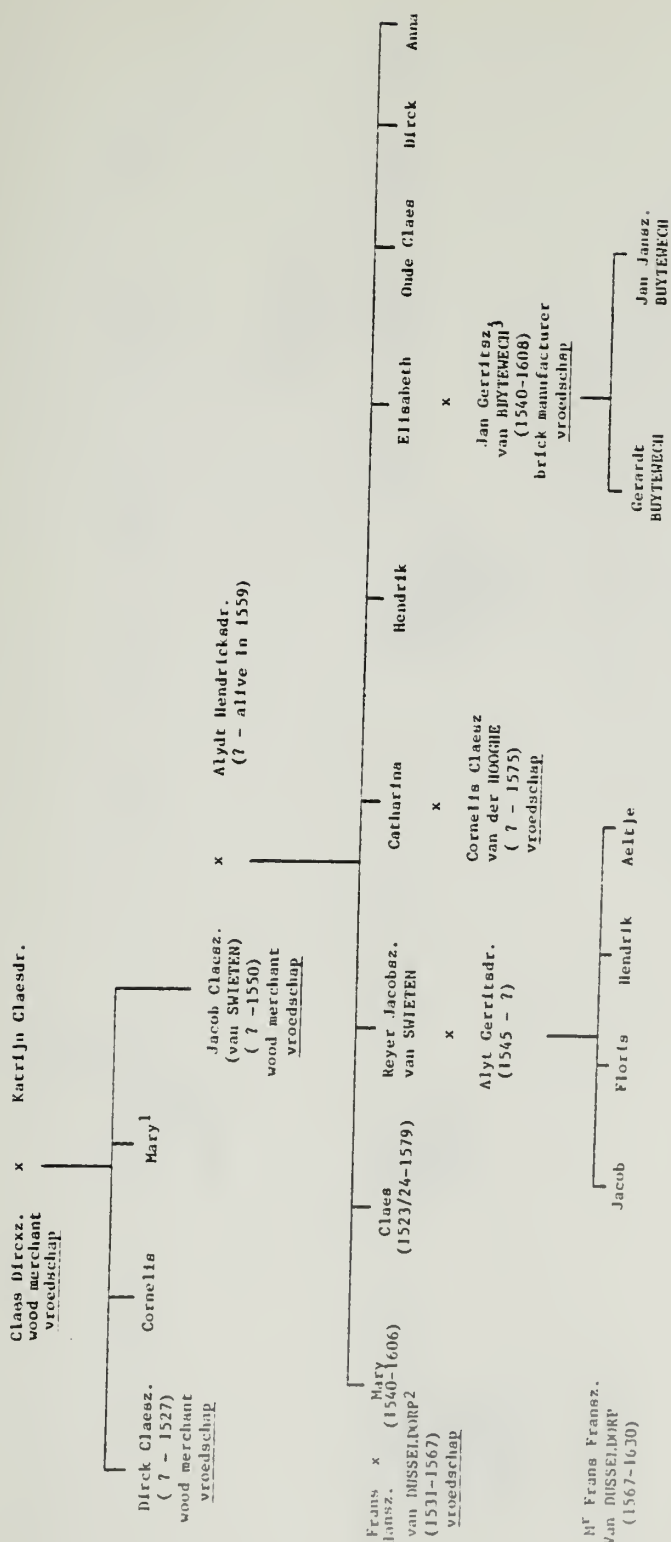 Claes Dircxz. x Katrijn Claesdr.
wood merchant
vroedschap
Dirck Claesz.
( ? - 1527)
wood merchant
vroedschap
Cornelis
Mary1
Jacob Claesz.
(van SWIETEN)
( ? -1550)
wood merchant
vroedschap
x
Alydt Hendricksdr.
(? - alive in 1559)
Frans x Mary
Jansz. (1540-1606)
van DUSSELDORP2
(1531-1567)
vroedschap
Claes
(1523/24-1579)
Reyer Jacobsz.
van SWIETEN
x
Alyt Gerritsdr.
(1545 - ?)
Catharina
x
Cornelis Claesz
van der HOOGHE
( ? - 1575)
vroedschap
Hendrik
Elisabeth
x
Jan Gerritsz.
van BUYTEWECH3
(1540-1608)
brick manufacturer
vroedschap
Oude Claes
Dirck
Anna
Mr Frans Fransz.
Van DUSSELDORP
(1567-1630)
Jacob
Floris
Hendrik
Aeltje
Gerardt
BUYTEWECH
Jan Jansz.
BUYTEWECH